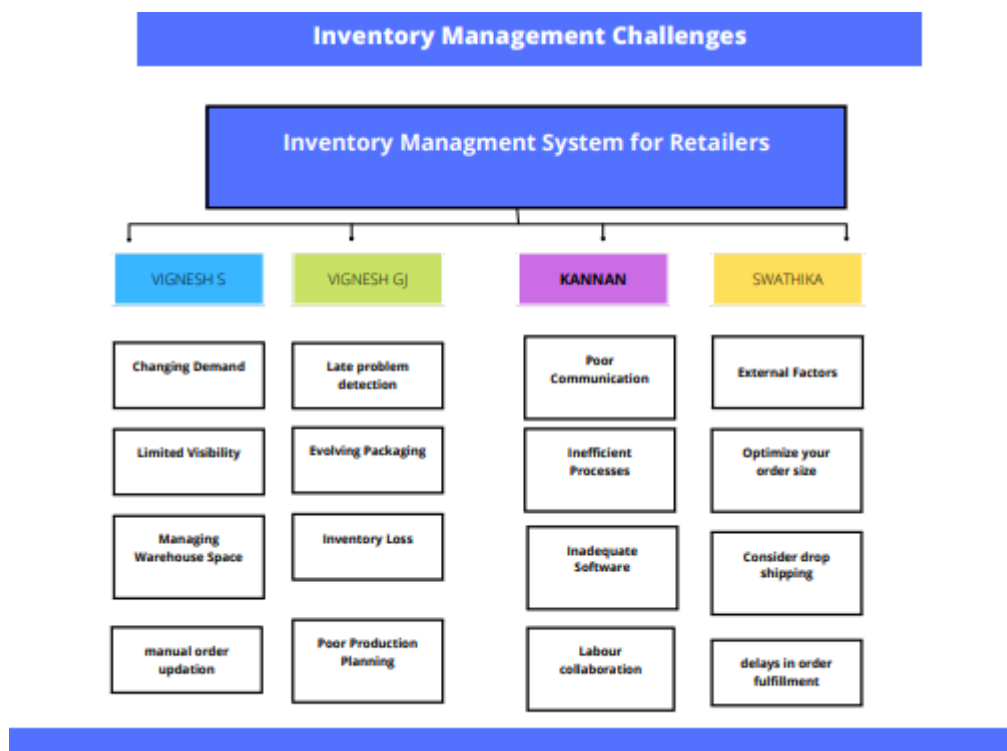 Inventory Management Challenges
Inventory Managment System for Retailers
VIGNESH S
VIGNESH GJ
KANNAN
SWATHIKA
Changing Demand
Late problem
detection
Poor
Communication
External Factors
Limited Visibility
Evolving Packaging
Inefficient
Processes
Optimize your
order size
Managing
Warehouse Space
Inventory Loss
Inadequate
Software
Consider drop
shipping
manual order
updation
Poor Production
Planning
Labour
collaboration
delays in order
fulfillment